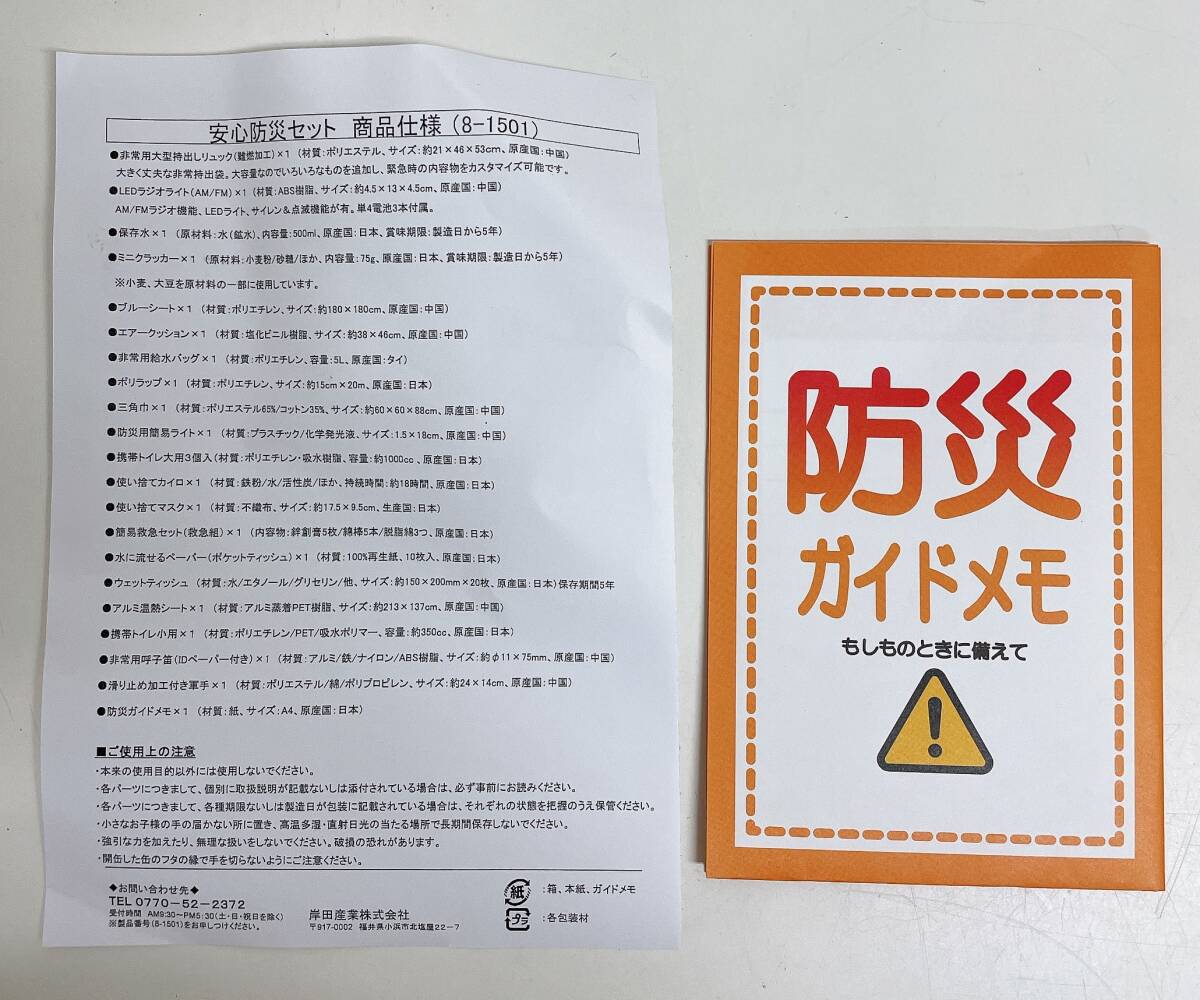 安心防災セット 商品仕様 (8-1501)
●非常用大型持出しリュック(難燃加工)×1 (材質:ポリエステル、サイズ:約21×46×53cm、原産国:中国)
大きく丈夫な非常持出袋。大容量なのでいろいろなものを追加し、緊急時の内容物をカスタマイズ可能です。
●LEDラジオライト(AM/FM)×1 (材質:ABS樹脂、サイズ:約4.5×13×4.5cm、原産国:中国)
AM/FMラジオ機能、LEDライト、サイレン&点滅機能が有。単4電池3本付属。
●保存水×1 (原材料:水(鉱水)、内容量:500ml、原産国:日本、賞味期限:製造日から5年)
●ミニクラッカー×1 (原材料:小麦粉/砂糖/ほか、内容量:75g、原産国:日本、賞味期限:製造日から5年)
※小麦、大豆を原材料の一部に使用しています。
●ブルーシート×1 (材質:ポリエチレン、サイズ:約180×180cm、原産国:中国)
●エアークッション×1 (材質:塩化ビニル樹脂、サイズ:約38×46cm、原産国:中国)
●非常用給水バッグ×1 (材質:ポリエチレン、容量:5L、原産国:タイ)
●ポリラップ×1 (材質:ポリエチレン、サイズ:約15cm×20m、原産国:日本)
●三角巾×1 (材質:ポリエステル65%/コットン35%、サイズ:約60×60×88cm、原産国:中国)
●防災用簡易ライト×1 (材質:プラスチック/化学発光液、サイズ:1.5×18cm、原産国:中国)
●携帯トイレ大用3個入(材質:ポリエチレン・吸水樹脂、容量:約1000cc、原産国:日本)
●使い捨てカイロ×1 (材質:鉄粉/水/活性炭/ほか、持続時間:約18時間、原産国:日本)
●使い捨てマスク×1 (材質:不織布、サイズ:約17.5×9.5cm、生産国:日本)
●簡易救急セット(救急組)×1 (内容物:絆創膏5枚/綿棒5本/脱脂綿3つ、原産国:日本)
●水に流せるペーパー(ポケットティッシュ)×1 (材質:100%再生紙、10枚入、原産国:日本)
●ウェットティッシュ (材質:水/エタノール/グリセリン/他、サイズ:約150×200mm×20枚、原産国:日本)保存期間5年
●アルミ温熱シート×1 (材質:アルミ蒸着PET樹脂、サイズ:約213×137cm、原産国:中国)
●携帯トイレ小用×1 (材質:ポリエチレン/PET/吸水ポリマー、容量:約350cc、原産国:日本)
●非常用呼子笛(IDペーパー付き)×1 (材質:アルミ/鉄/ナイロン/ABS樹脂、サイズ:約φ11×75mm、原産国:中国)
●滑り止め加工付き軍手×1 (材質:ポリエステル/綿/ポリプロピレン、サイズ:約24×14cm、原産国:中国)
●防災ガイドメモ×1 (材質:紙、サイズ:A4、原産国:日本)
■ご使用上の注意
・本来の使用目的以外には使用しないでください。
・各パーツにつきまして、個別に取扱説明が記載ないしは添付されている場合は、必ず事前にお読みください。
・各パーツにつきまして、各種期限ないしは製造日が包装に記載されている場合は、それぞれの状態を把握のうえ保管ください。
・小さなお子様の手の届かない所に置き、高温多湿・直射日光の当たる場所で長期間保存しないでください。
・強引な力を加えたり、無理な扱いをしないでください。破損の恐れがあります。
・開缶した缶のフタの縁で手を切らないようにご注意ください。
◆お問い合わせ先◆
TEL 0770-52-2372
受付時間 AM9:30~PM5:30(土・日・祝日を除く)
※製品番号(8-1501)をお申しつけください。
岸田産業株式会社
〒917-0002 福井県小浜市北塩屋22-7
紙 :箱、本紙、ガイドメモ
プラ :各包装材
防災
ガイドメモ
もしものときに備えて
!